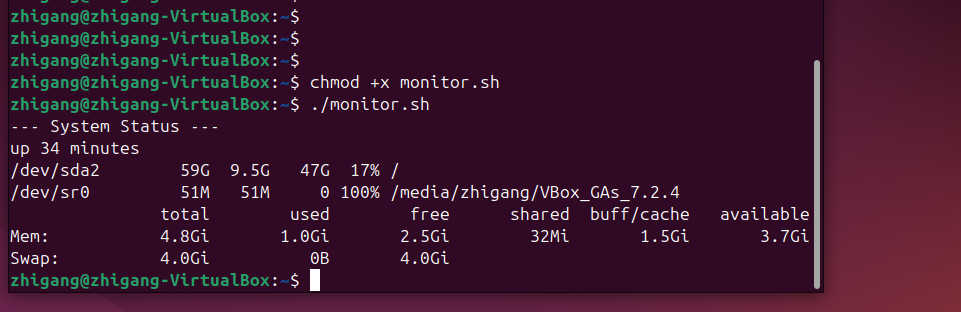 zhigang@zhigang-VirtualBox:~$
zhigang@zhigang-VirtualBox:~$
zhigang@zhigang-VirtualBox:~$
zhigang@zhigang-VirtualBox:~$ chmod +x monitor.sh
zhigang@zhigang-VirtualBox:~$ ./monitor.sh
--- System Status ---
up 34 minutes
/dev/sda2        59G  9.5G   47G  17% /
/dev/sr0         51M   51M     0 100% /media/zhigang/VBox_GAs_7.2.4
               total        used        free      shared  buff/cache   available
Mem:           4.8Gi       1.0Gi       2.5Gi        32Mi       1.5Gi       3.7Gi
Swap:          4.0Gi          0B       4.0Gi
zhigang@zhigang-VirtualBox:~$